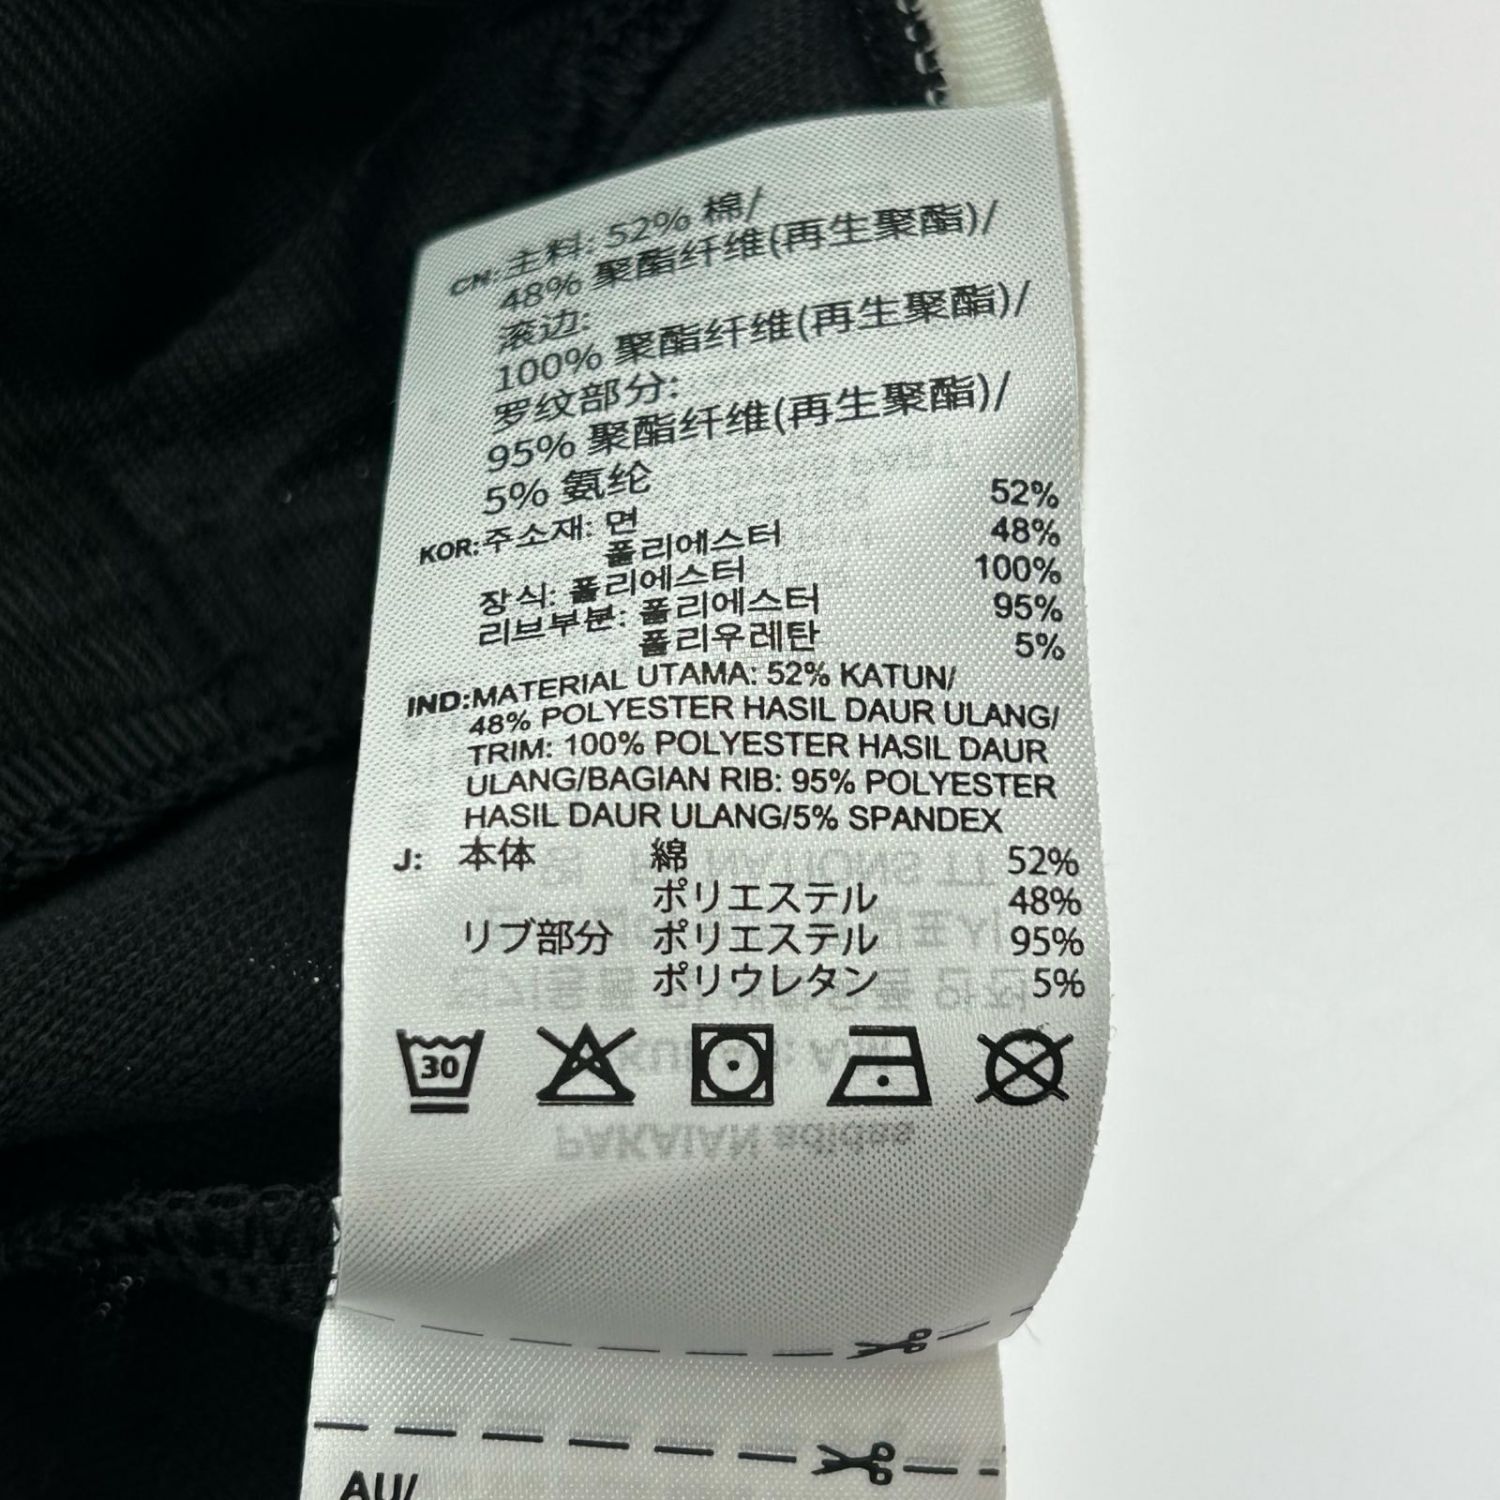 CN:主料: 52% 棉/
48% 聚酯纤维(再生聚酯)/
滚边:
100% 聚酯纤维(再生聚酯)/
罗纹部分:
95% 聚酯纤维(再生聚酯)/
5% 氨纶
KOR:주소재: 면 52%
폴리에스터 48%
장식: 폴리에스터 100%
리브부분: 폴리에스터 95%
폴리우레탄 5%
IND:MATERIAL UTAMA: 52% KATUN/
48% POLYESTER HASIL DAUR ULANG/
TRIM: 100% POLYESTER HASIL DAUR
ULANG/BAGIAN RIB: 95% POLYESTER
HASIL DAUR ULANG/5% SPANDEX
J: 本体 綿 52%
ポリエステル 48%
リブ部分 ポリエステル 95%
ポリウレタン 5%
30
PAKAIAN adidas
AU/